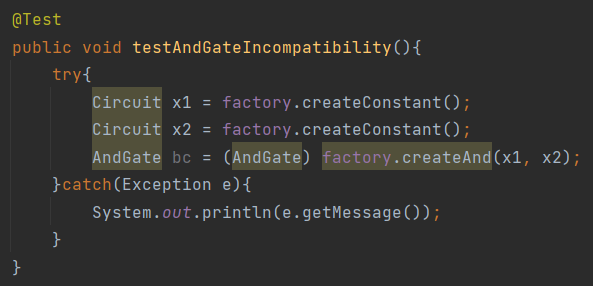 @Test
public void testAndGateIncompatibility(){
try{
Circuit x1 = factory.createConstant();
Circuit x2 = factory.createConstant();
AndGate bc = (AndGate) factory.createAnd(x1, x2);
}catch(Exception e){
System.out.println(e.getMessage());
}
}